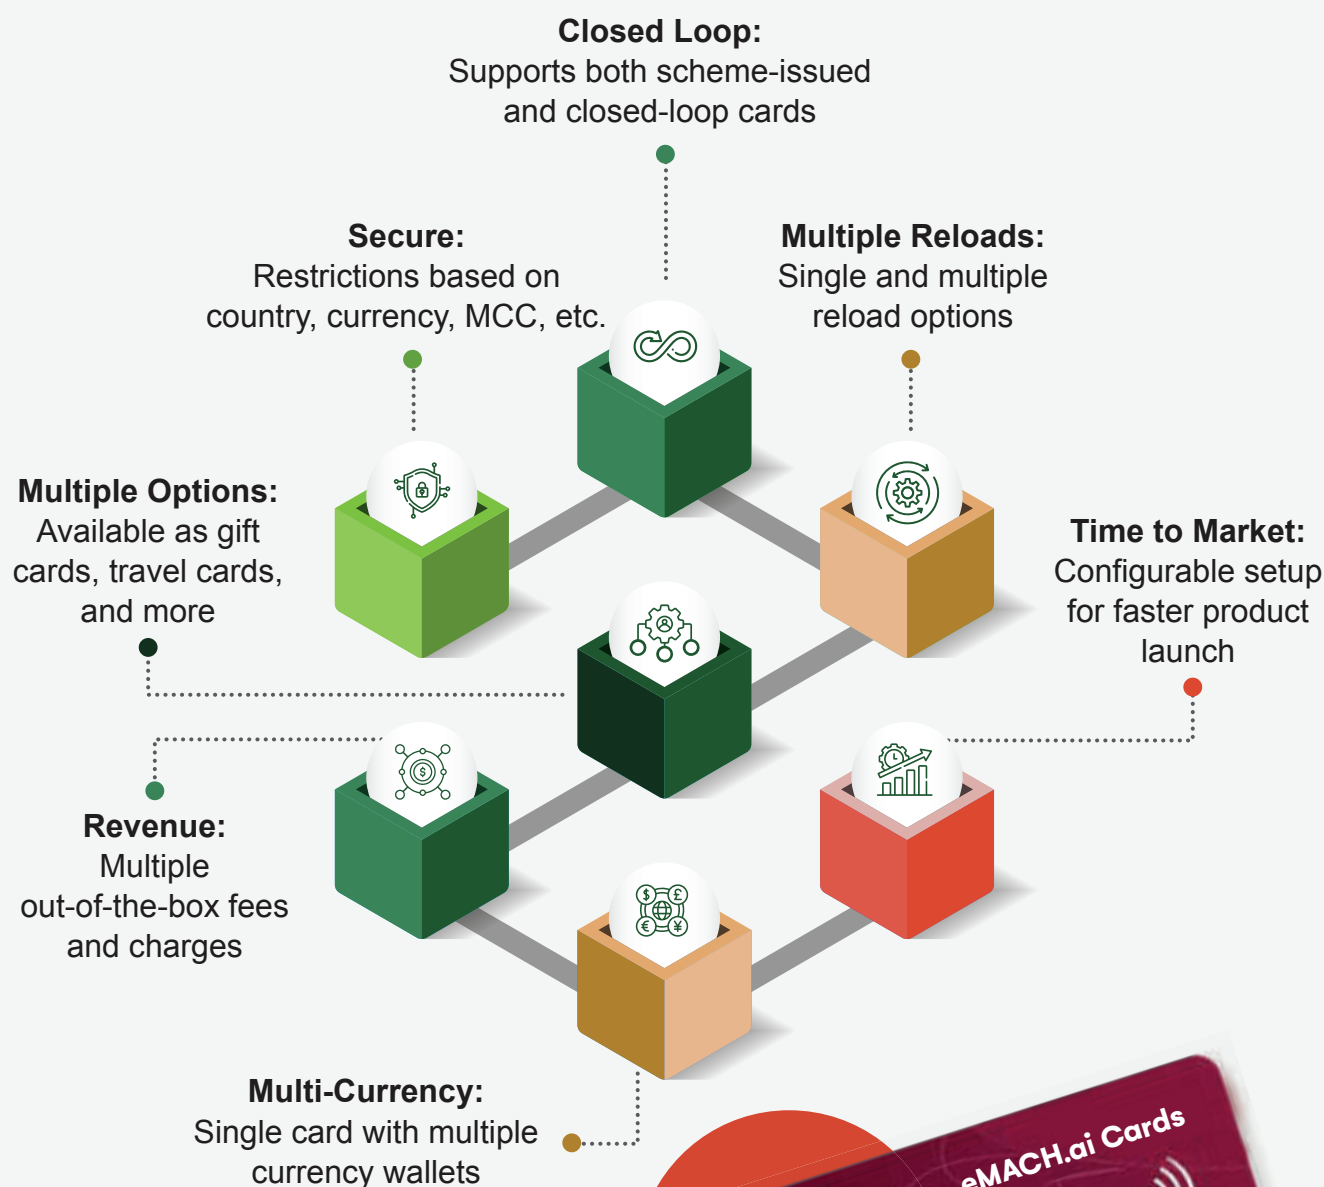 Closed Loop:
Supports both scheme-issued
and closed-loop cards
Secure:
Restrictions based on
country, currency, MCC, etc.
Multiple Reloads:
Single and multiple
reload options
Multiple Options:
Available as gift
cards, travel cards,
and more
Time to Market:
Configurable setup
for faster product
launch
$
Revenue:
Multiple
out-of-the-box fees
and charges
$ £
€ ¥
Multi-Currency:
Single card with multiple
currency wallets
eMACH.ai Cards